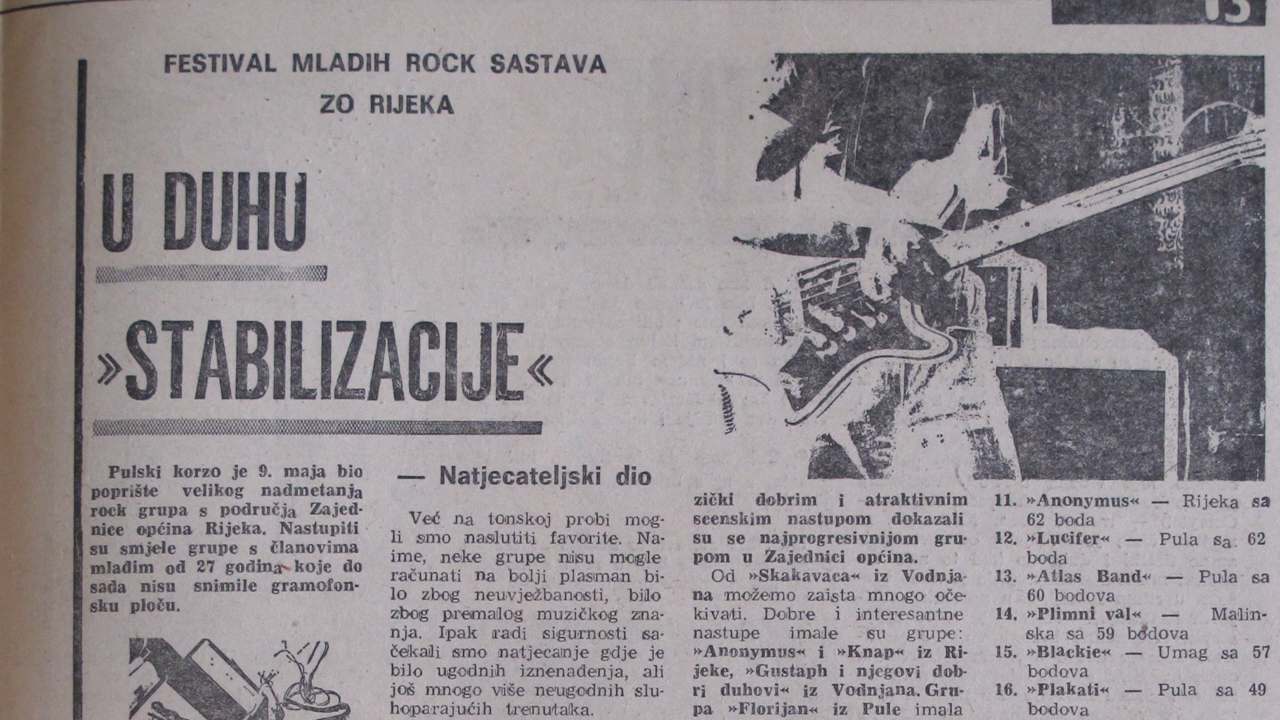 13
FESTIVAL MLADIH ROCK SASTAVA
ZO RIJEKA
U DUHU
»STABILIZACIJE«
Pulski korzo je 9. maja bio
poprište velikog nadmetanja
rock grupa s područja Zajed-
nice općina Rijeka. Nastupiti
su smjele grupe s članovima
mlađim od 27 godina koje do
sada nisu snimile gramofon-
sku ploču.
— Natjecateljski dio
Već na tonskoj probi mog-
li smo naslutiti favorite. Na-
ime, neke grupe nisu mogle
računati na bolji plasman bi-
lo zbog neuvježbanosti, bilo
zbog premalog muzičkog zna-
nja. Ipak radi sigurnosti sa-
čekali smo natjecanje gdje je
bilo ugodnih iznenađenja, ali
još mnogo više neugodnih slu-
hoparajućih trenutaka.
zički dobrim i atraktivnim
scenskim nastupom dokazali
su se najprogresivnijom gru-
pom u Zajednici općina.
Od »Skakavaca« iz Vodnja-
na možemo zaista mnogo oče-
kivati. Dobre i interesantne
nastupe imale su grupe:
»Anonymus« i »Knap« iz Ri-
jeke, »Gustaph i njegovi dob-
ri duhovi« iz Vodnjana. Gru-
pa »Florijan« iz Pule imala
11. »Anonymus« — Rijeka sa
62 boda
12. »Lucifer« — Pula sa 62
boda
13. »Atlas Band« — Pula sa
60 bodova
14. »Plimni val« — Malin-
ska sa 59 bodova
15. »Blackie« — Umag sa 57
bodova
16. »Plakati« — Pula sa 49
bodova